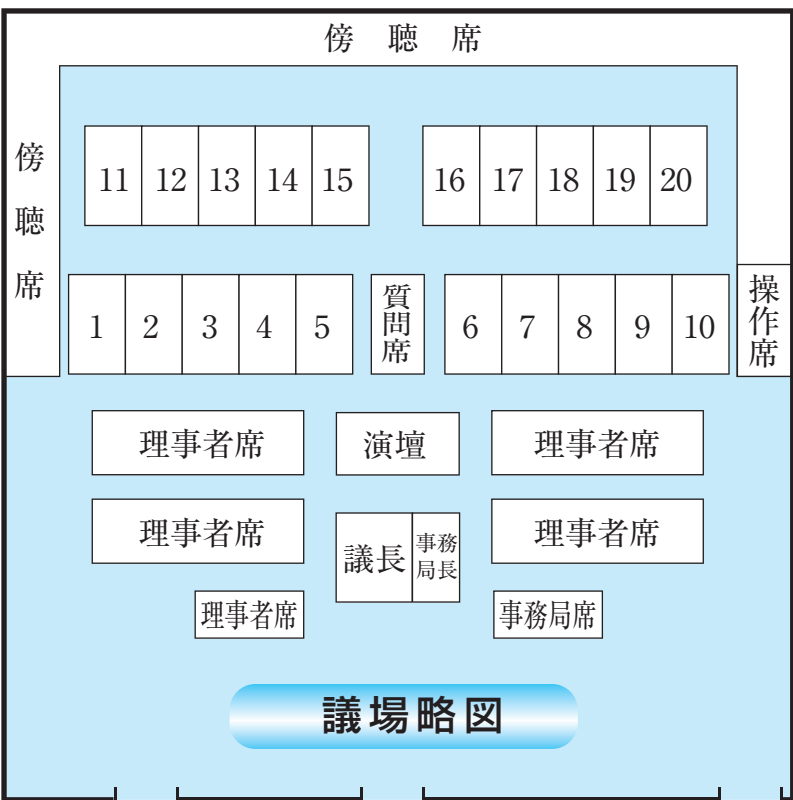 傍聴席
傍聴席
11 12 13 14 15 16 17 18 19 20
1 2 3 4 5 質問席 6 7 8 9 10 操作席
理事者席 演壇 理事者席
理事者席 議長 事務局長 理事者席
理事者席 事務局席
議場略図